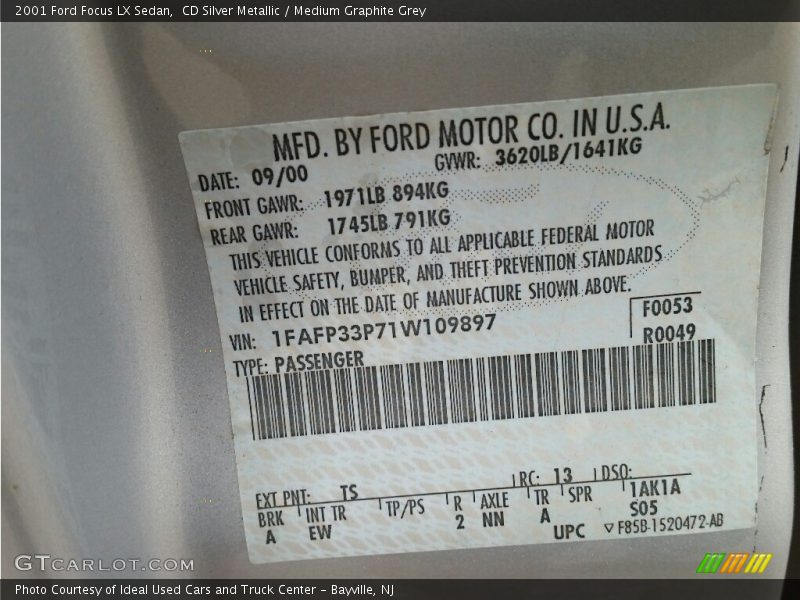 2001 Ford Focus LX Sedan, CD Silver Metallic / Medium Graphite Grey
MFD. BY FORD MOTOR CO. IN U.S.A.
DATE: 09/00 GVWR: 3620LB/1641KG
FRONT GAWR: 1971LB 894KG
REAR GAWR: 1745LB 791KG
THIS VEHICLE CONFORMS TO ALL APPLICABLE FEDERAL MOTOR
VEHICLE SAFETY, BUMPER, AND THEFT PREVENTION STANDARDS
IN EFFECT ON THE DATE OF MANUFACTURE SHOWN ABOVE.
VIN: 1FAFP33P71W109897 F0053
TYPE: PASSENGER R0049
EXT PNT: TS RC: 13 DSO:
BRK INT TR TP/PS R AXLE TR SPR 1AK1A
A EW 2 NN A S05
UPC ▽F85B-1520472-AB
GTCARLOT.COM
Photo Courtesy of Ideal Used Cars and Truck Center - Bayville, NJ